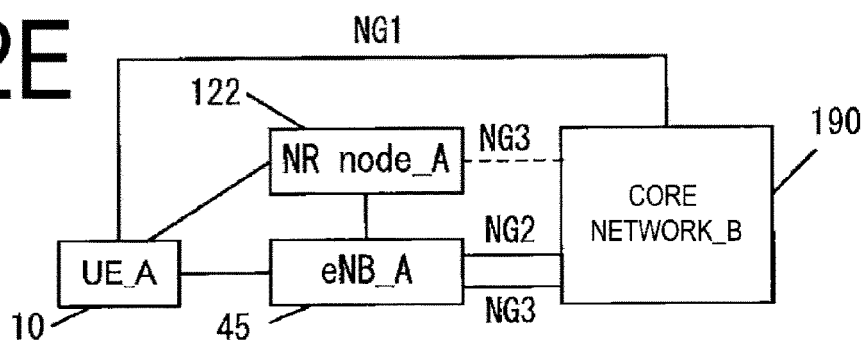 2E
NG1
122
NR node_A
NG3
190
CORE
NETWORK_B
UE_A
eNB_A
NG2
NG3
10
45